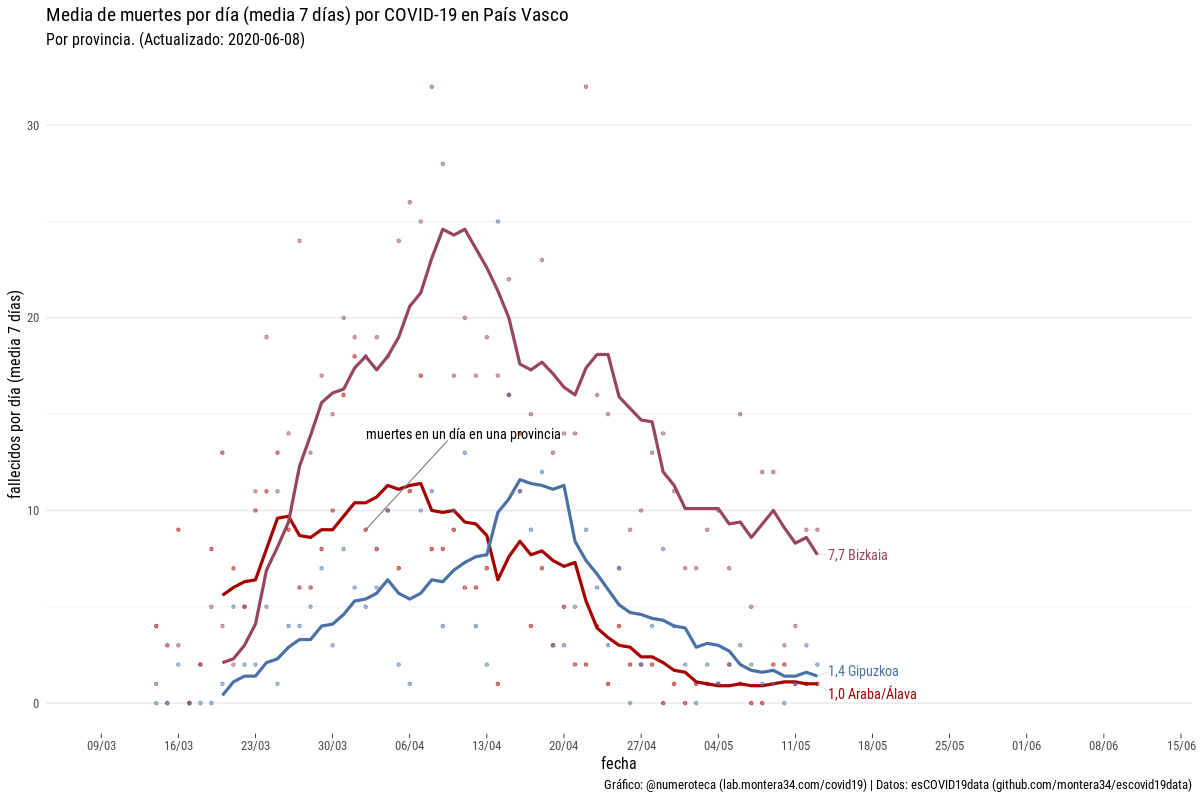 Media de muertes por día (media 7 días) por COVID-19 en País Vasco
Por provincia. (Actualizado: 2020-06-08)
fallecidos por día (media 7 días)
30
20
10
0
muertes en un día en una provincia
7,7 Bizkaia
1,4 Gipuzkoa
1,0 Araba/Álava
09/03 16/03 23/03 30/03 06/04 13/04 20/04 27/04 04/05 11/05 18/05 25/05 01/06 08/06 15/06
fecha
Gráfico: @numeroteca (lab.montera34.com/covid19) | Datos: esCOVID19data (github.com/montera34/escovid19data)